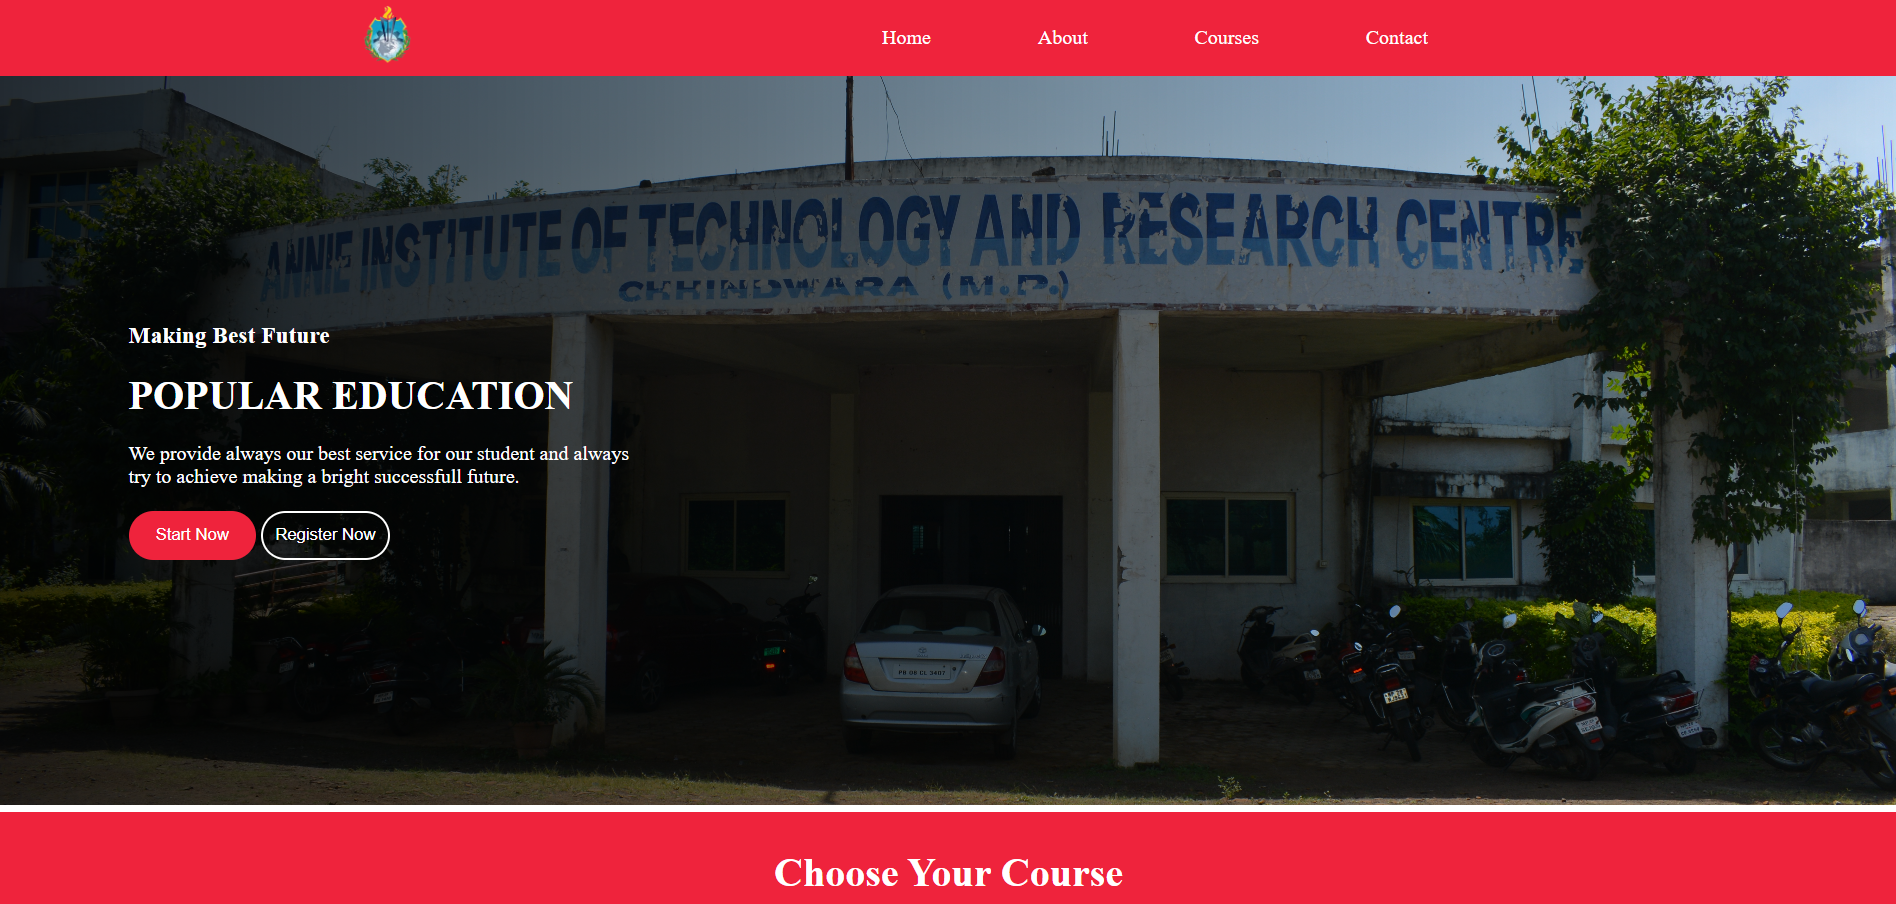 Home
About
Courses
Contact
ANNIE INSTITUTE OF TECHNOLOGY AND RESEARCH CENTRE
CHHINDWARA (M.P.)
Making Best Future
POPULAR EDUCATION
We provide always our best service for our student and always
try to achieve making a bright successfull future.
Start Now
Register Now
Choose Your Course